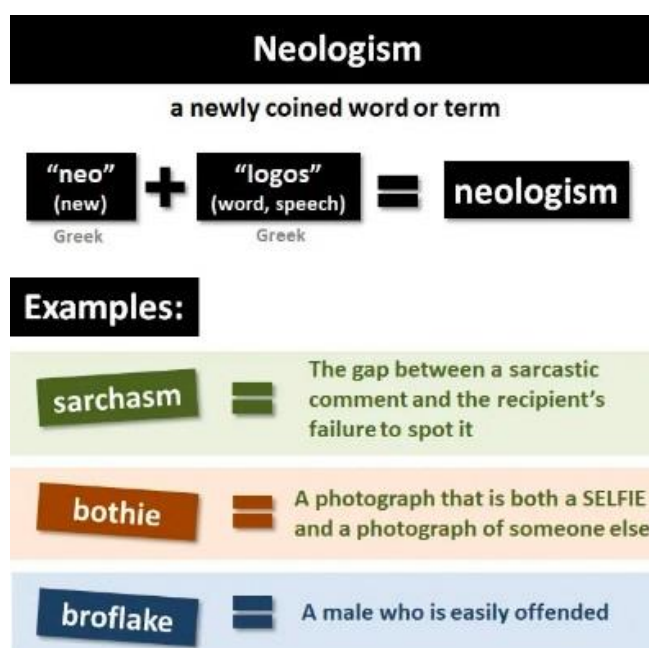 Neologism
a newly coined word or term
“neo” + “logos” = neologism
(new) (word, speech)
Greek Greek
Examples:
sarchasm = The gap between a sarcastic
comment and the recipient’s
failure to spot it
bothie = A photograph that is both a SELFIE
and a photograph of someone else
broflake = A male who is easily offended